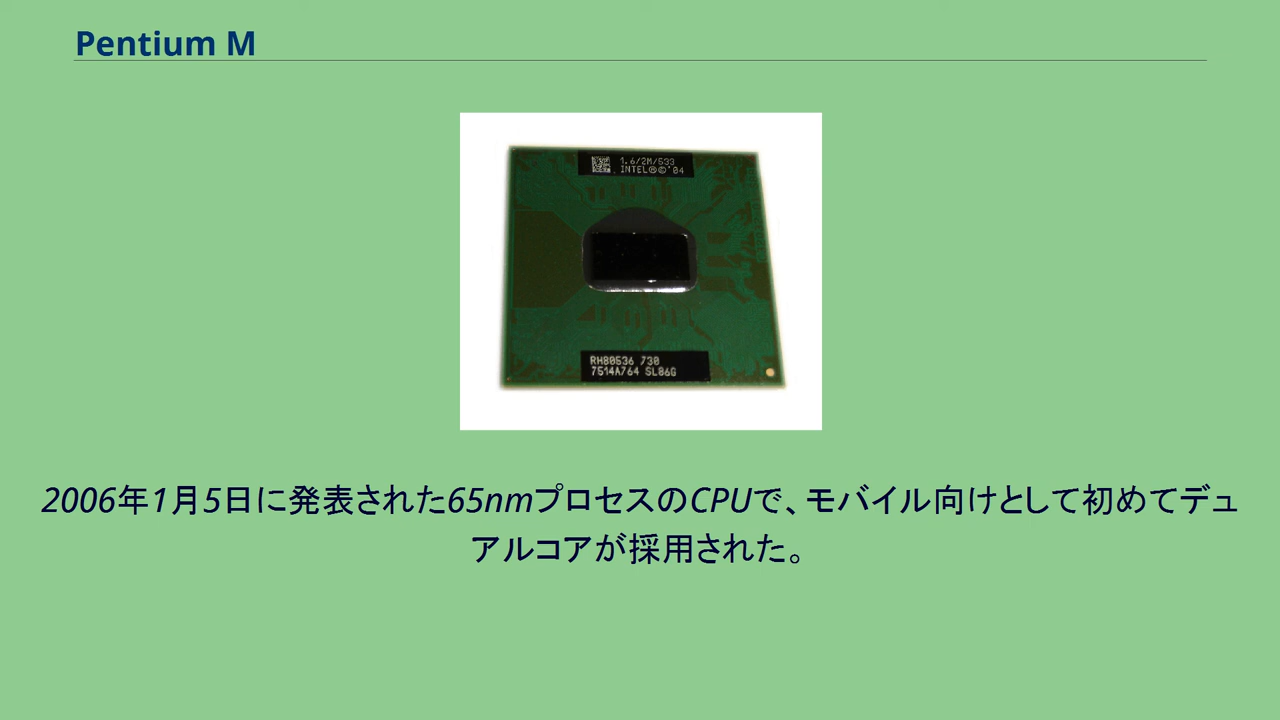 Pentium M
1.6/2M/533
INTEL®©'04
RH80536 730
7514A764 SL86G
2006年1月5日に発表された65nmプロセスのCPUで、モバイル向けとして初めてデュ
アルコアが採用された。